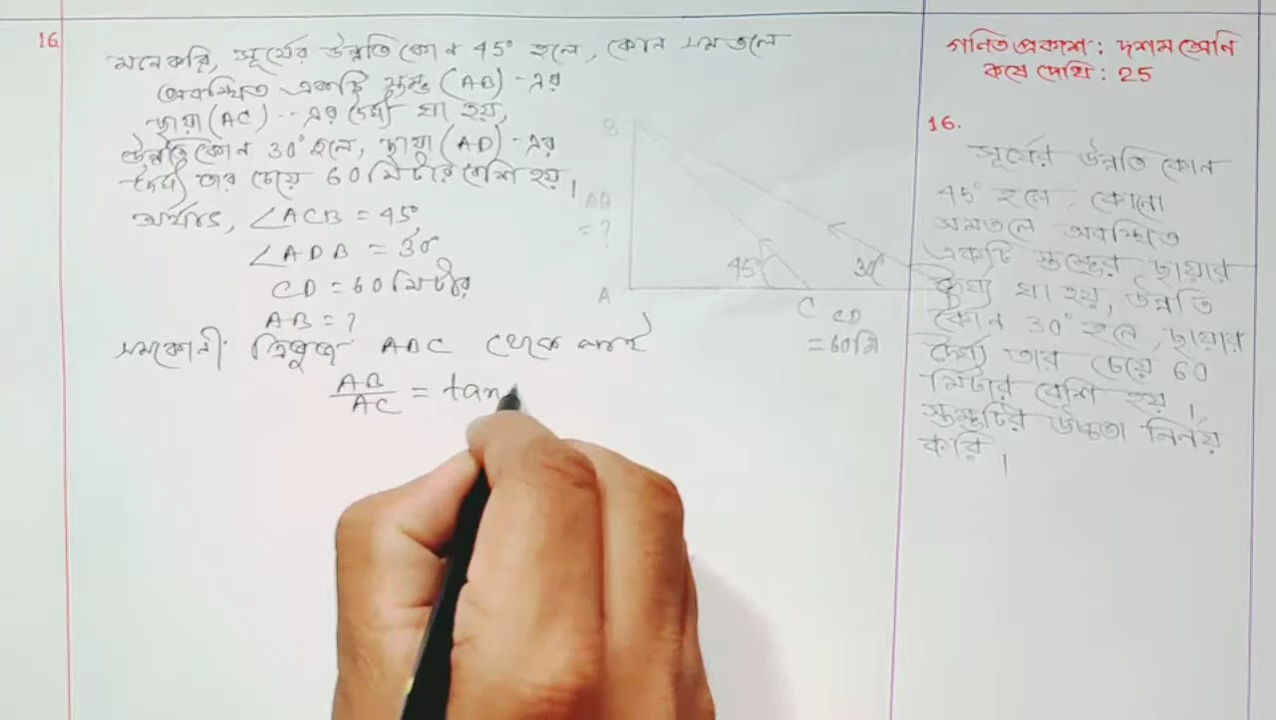 16
মনেকরি, সূর্যের উন্নতি কোন 45° হলে, কোন সমতলে
অবস্থিত একটি স্তম্ভ (AB) -এর
ছায়া (AC) -এর দৈর্ঘ্য যা হয়,
উন্নতি কোন 30° হলে, ছায়া (AD) -এর
দৈর্ঘ্য তার চেয়ে 60 মিটার বেশি হয়।
অর্থাৎ, ∠ACB = 45°
∠ADB = 30°
CD = 60 মিটার
AB = ?
সমকোনী ত্রিভুজ ABC থেকে পাই
AB/AC = tan
B
AB
= ?
A
45°
30°
C
CD
= 60 মি
গনিত প্রকাশ : দশম শ্রেনি
কষে দেখি : 25
16.
সূর্যের উন্নতি কোন
45° হলে, কোনো
সমতলে অবস্থিত
একটি স্তম্ভের ছায়ার
দৈর্ঘ্য যা হয়, উন্নতি
কোন 30° হলে, ছায়ার
দৈর্ঘ্য তার চেয়ে 60
মিটার বেশি হয়।
স্তম্ভটির উচ্চতা নির্নয়
করি।